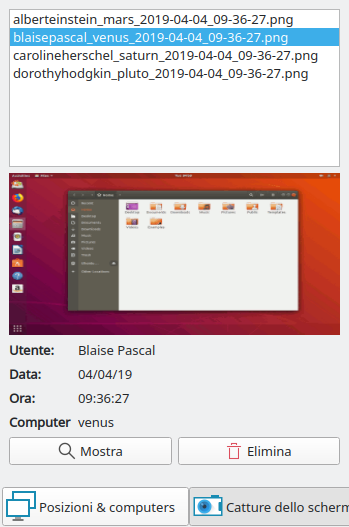 alberteinstein_mars_2019-04-04_09-36-27.png
blaisepascal_venus_2019-04-04_09-36-27.png
carolineherschel_saturn_2019-04-04_09-36-27.png
dorothyhodgkin_pluto_2019-04-04_09-36-27.png
Utente: Blaise Pascal
Data: 04/04/19
Ora: 09:36:27
Computer venus
Mostra Elimina
Posizioni & computers Catture dello scherm